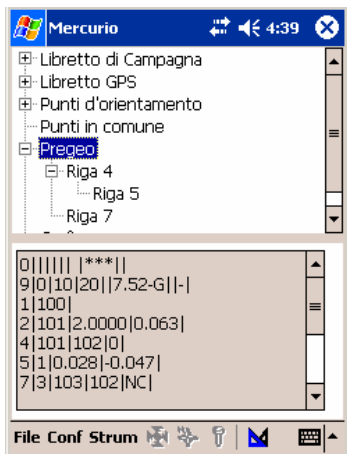 Mercurio 4:39
Libretto di Campagna
Libretto GPS
Punti d'orientamento
Punti in comune
Pregeo
Riga 4
Riga 5
Riga 7
0|||||| |***||
9|0|10|20||7.52-G||-|
1|100|
2|101|2.0000|0.063|
4|101|102|0|
5|1|0.028|-0.047|
7|3|103|102|NC|
File Conf Strum